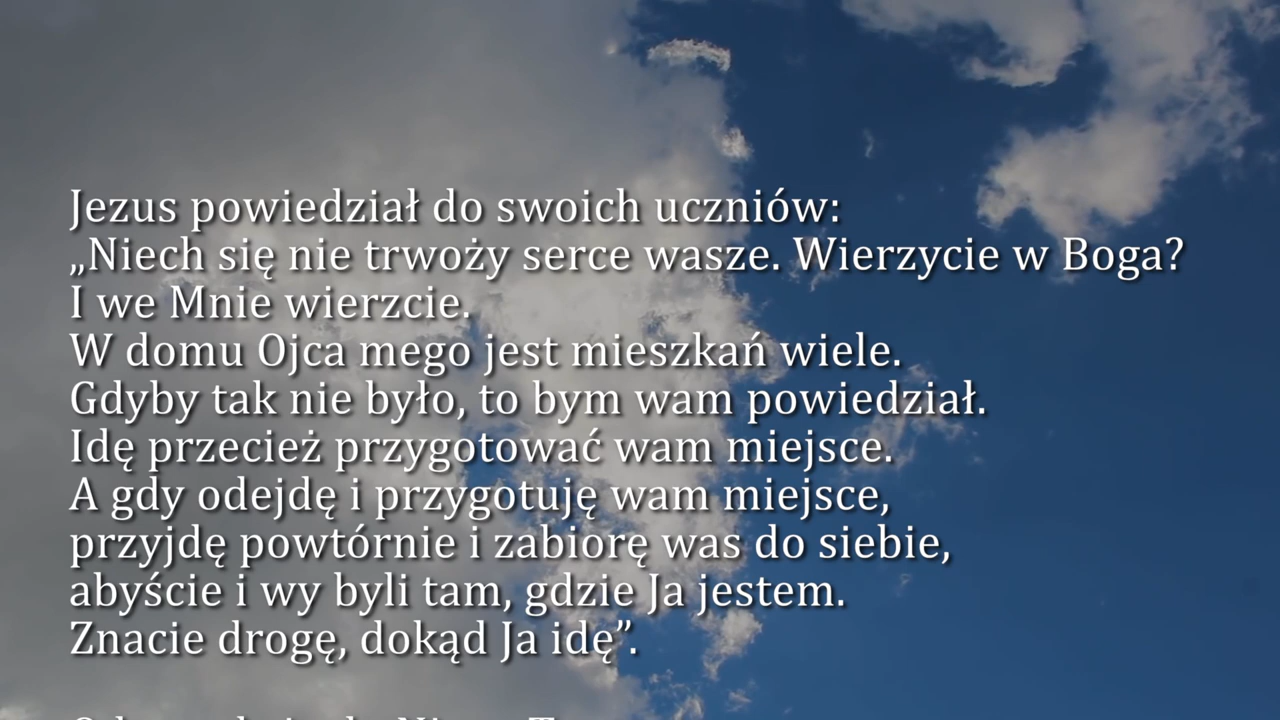 Jezus powiedział do swoich uczniów:
„Niech się nie trwoży serce wasze. Wierzycie w Boga?
I we Mnie wierzcie.
W domu Ojca mego jest mieszkań wiele.
Gdyby tak nie było, to bym wam powiedział.
Idę przecież przygotować wam miejsce.
A gdy odejdę i przygotuję wam miejsce,
przyjdę powtórnie i zabiorę was do siebie,
abyście i wy byli tam, gdzie Ja jestem.
Znacie drogę, dokąd Ja idę”.